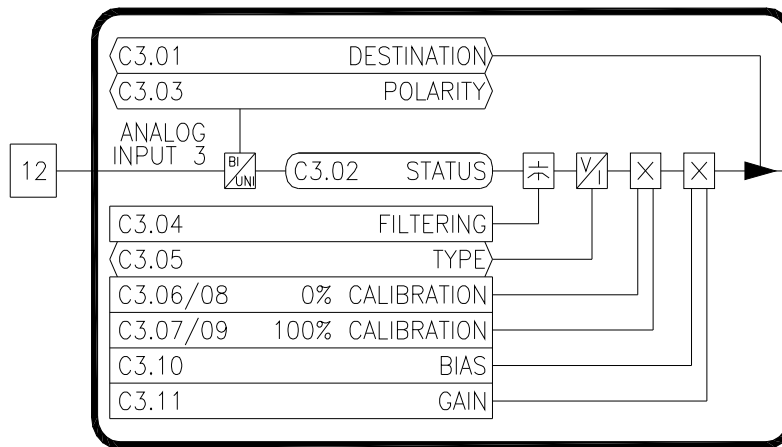 C3.01 DESTINATION
C3.03 POLARITY
ANALOG
INPUT 3
12
BI
UNI
C3.02 STATUS
V
I
X
X
C3.04 FILTERING
C3.05 TYPE
C3.06/08 0% CALIBRATION
C3.07/09 100% CALIBRATION
C3.10 BIAS
C3.11 GAIN